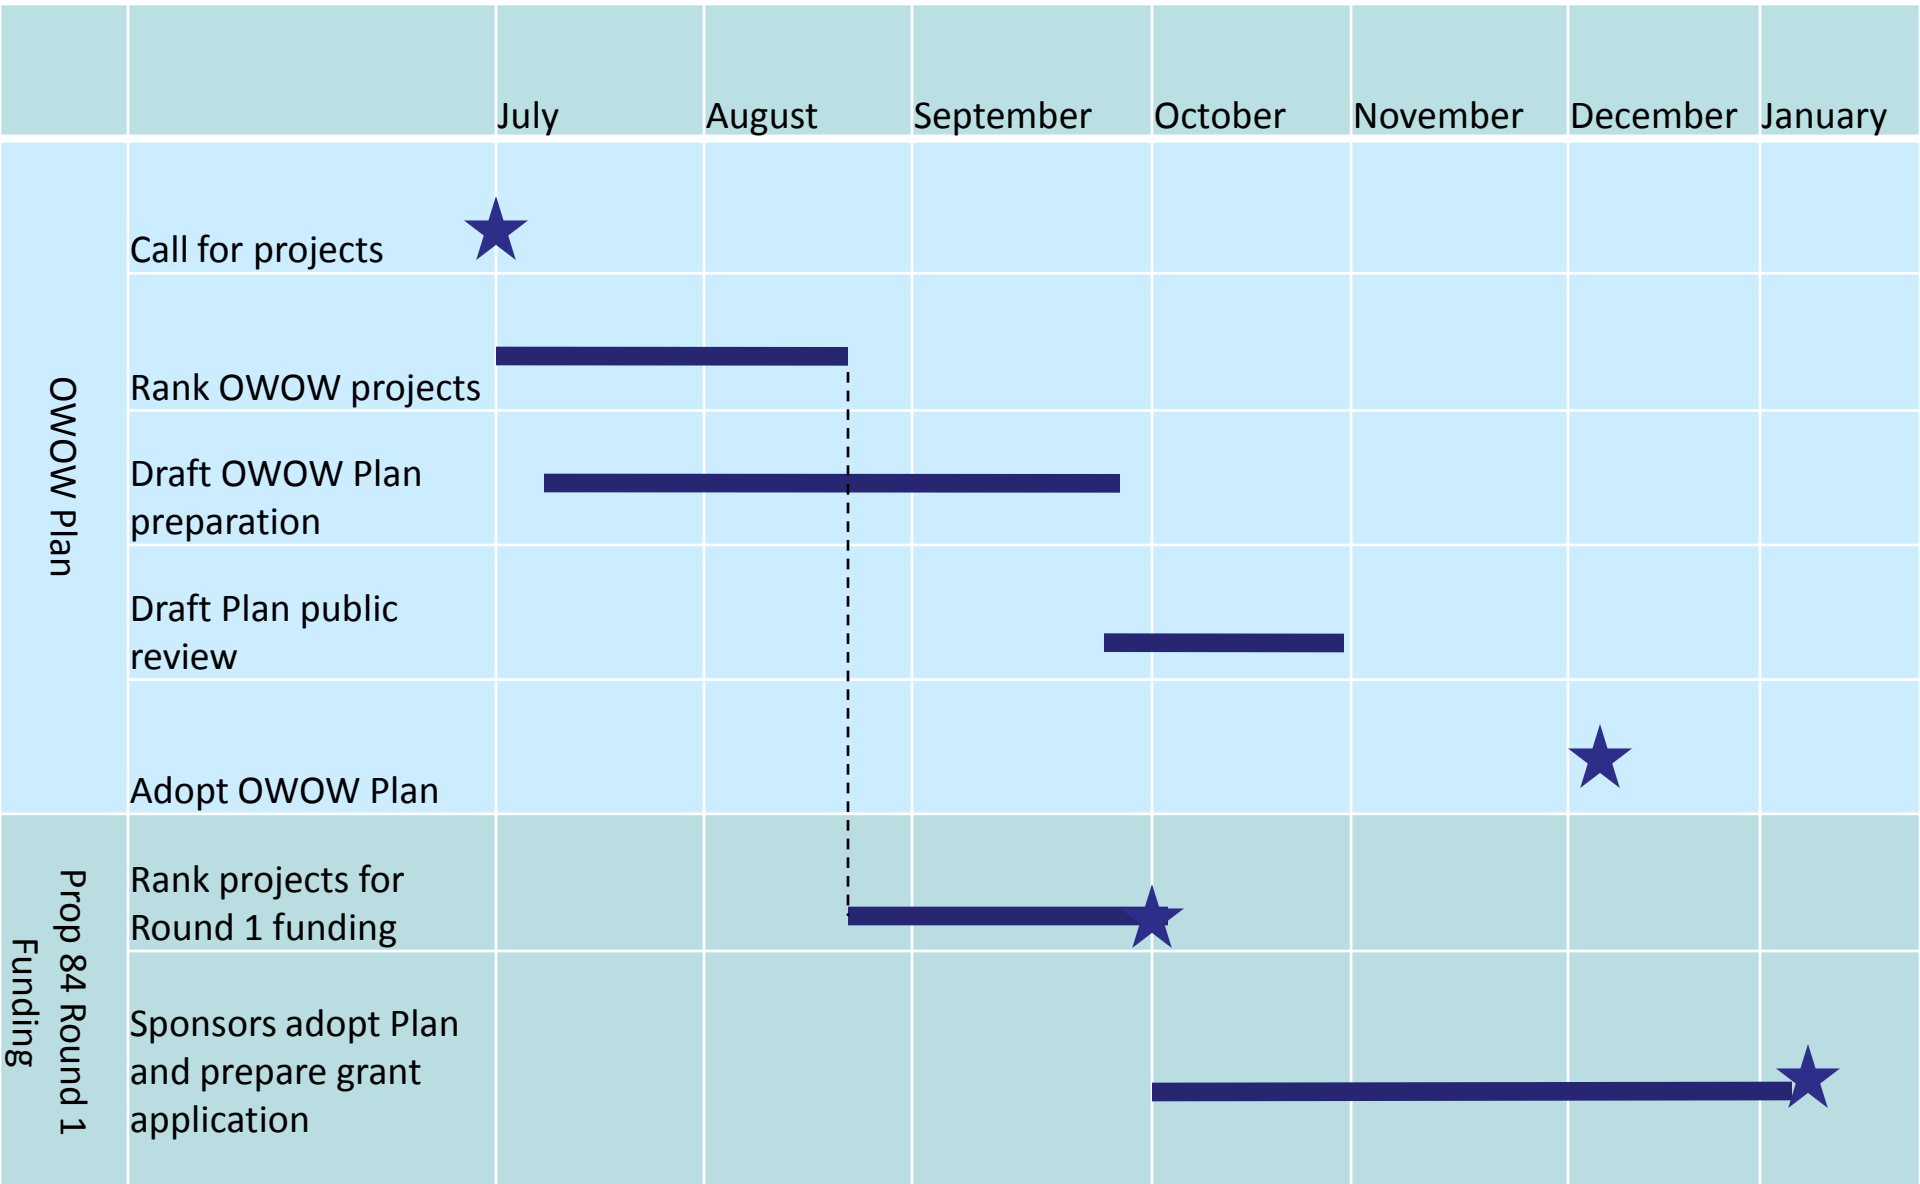 July August September October November December January
OWOW Plan
Call for projects
Rank OWOW projects
Draft OWOW Plan
preparation
Draft Plan public
review
Adopt OWOW Plan
Prop 84 Round 1
Funding
Rank projects for
Round 1 funding
Sponsors adopt Plan
and prepare grant
application